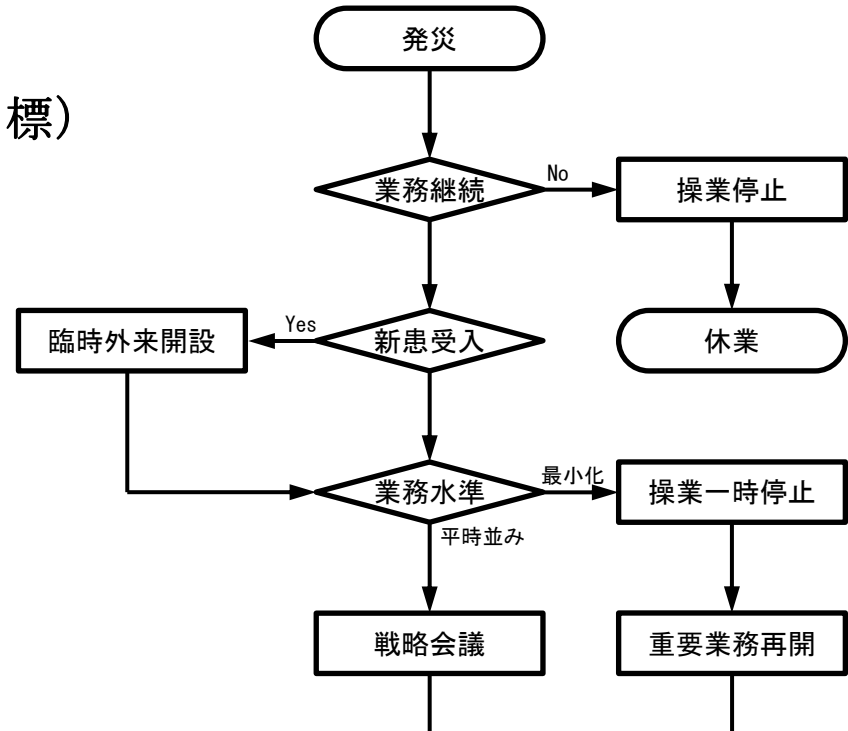 発災
標）
業務継続
No
操業停止
臨時外来開設
Yes
新患受入
休業
業務水準
最小化
操業一時停止
平時並み
戦略会議
重要業務再開